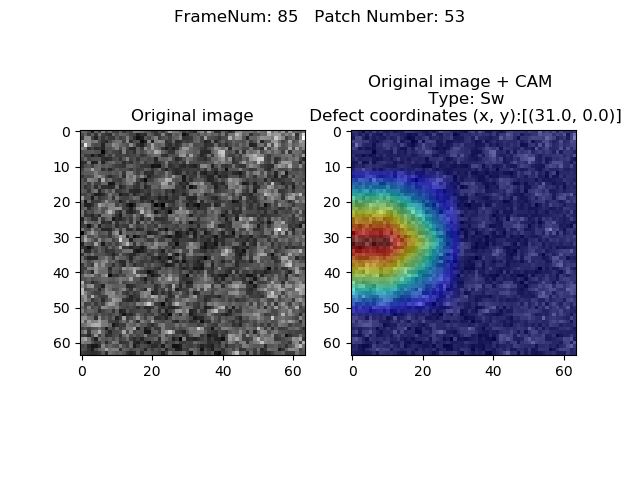 FrameNum: 85   Patch Number: 53
Original image
Original image + CAM
Type: Sw
Defect coordinates (x, y):[(31.0, 0.0)]
0
10
20
30
40
50
60
0 20 40 60
0
10
20
30
40
50
60
0 20 40 60